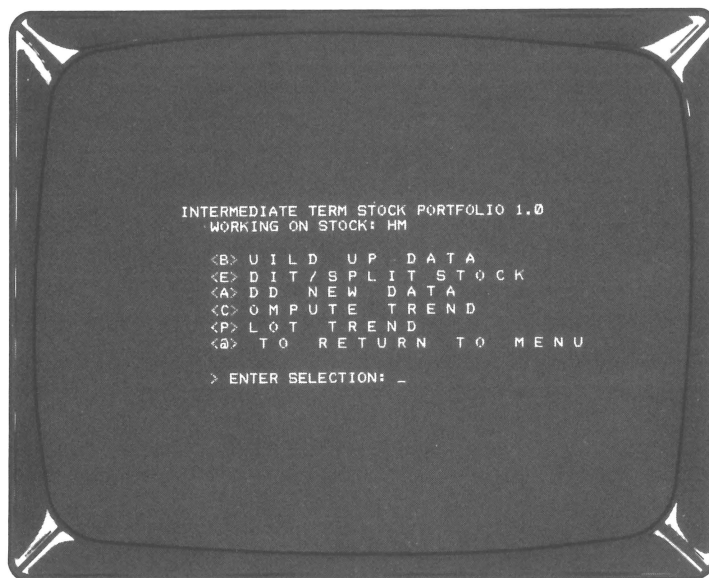 INTERMEDIATE TERM STOCK PORTFOLIO 1.0
WORKING ON STOCK: HM
<B> U I L D   U P   D A T A
<E> D I T / S P L I T   S T O C K
<A> D D   N E W   D A T A
<C> O M P U T E   T R E N D
<P> L O T   T R E N D
<@>   T O   R E T U R N   T O   M E N U
> ENTER SELECTION: _